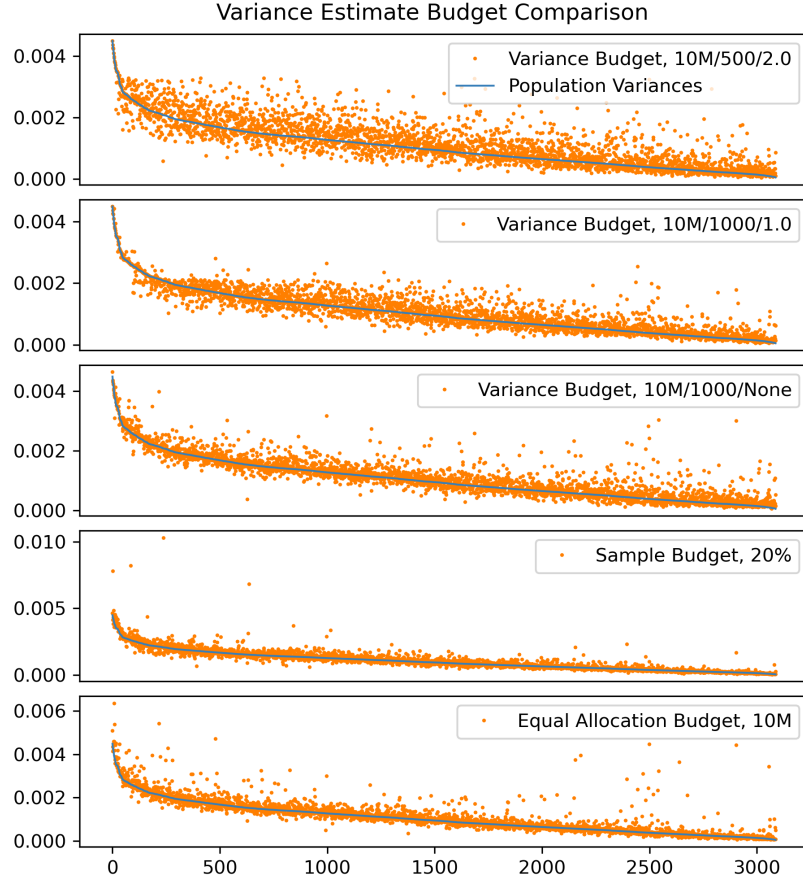 Variance Estimate Budget Comparison
0.004
0.002
0.000
Variance Budget, 10M/500/2.0
Population Variances
0.004
0.002
0.000
Variance Budget, 10M/1000/1.0
0.004
0.002
0.000
Variance Budget, 10M/1000/None
0.010
0.005
0.000
Sample Budget, 20%
0.006
0.004
0.002
0.000
Equal Allocation Budget, 10M
0 500 1000 1500 2000 2500 3000